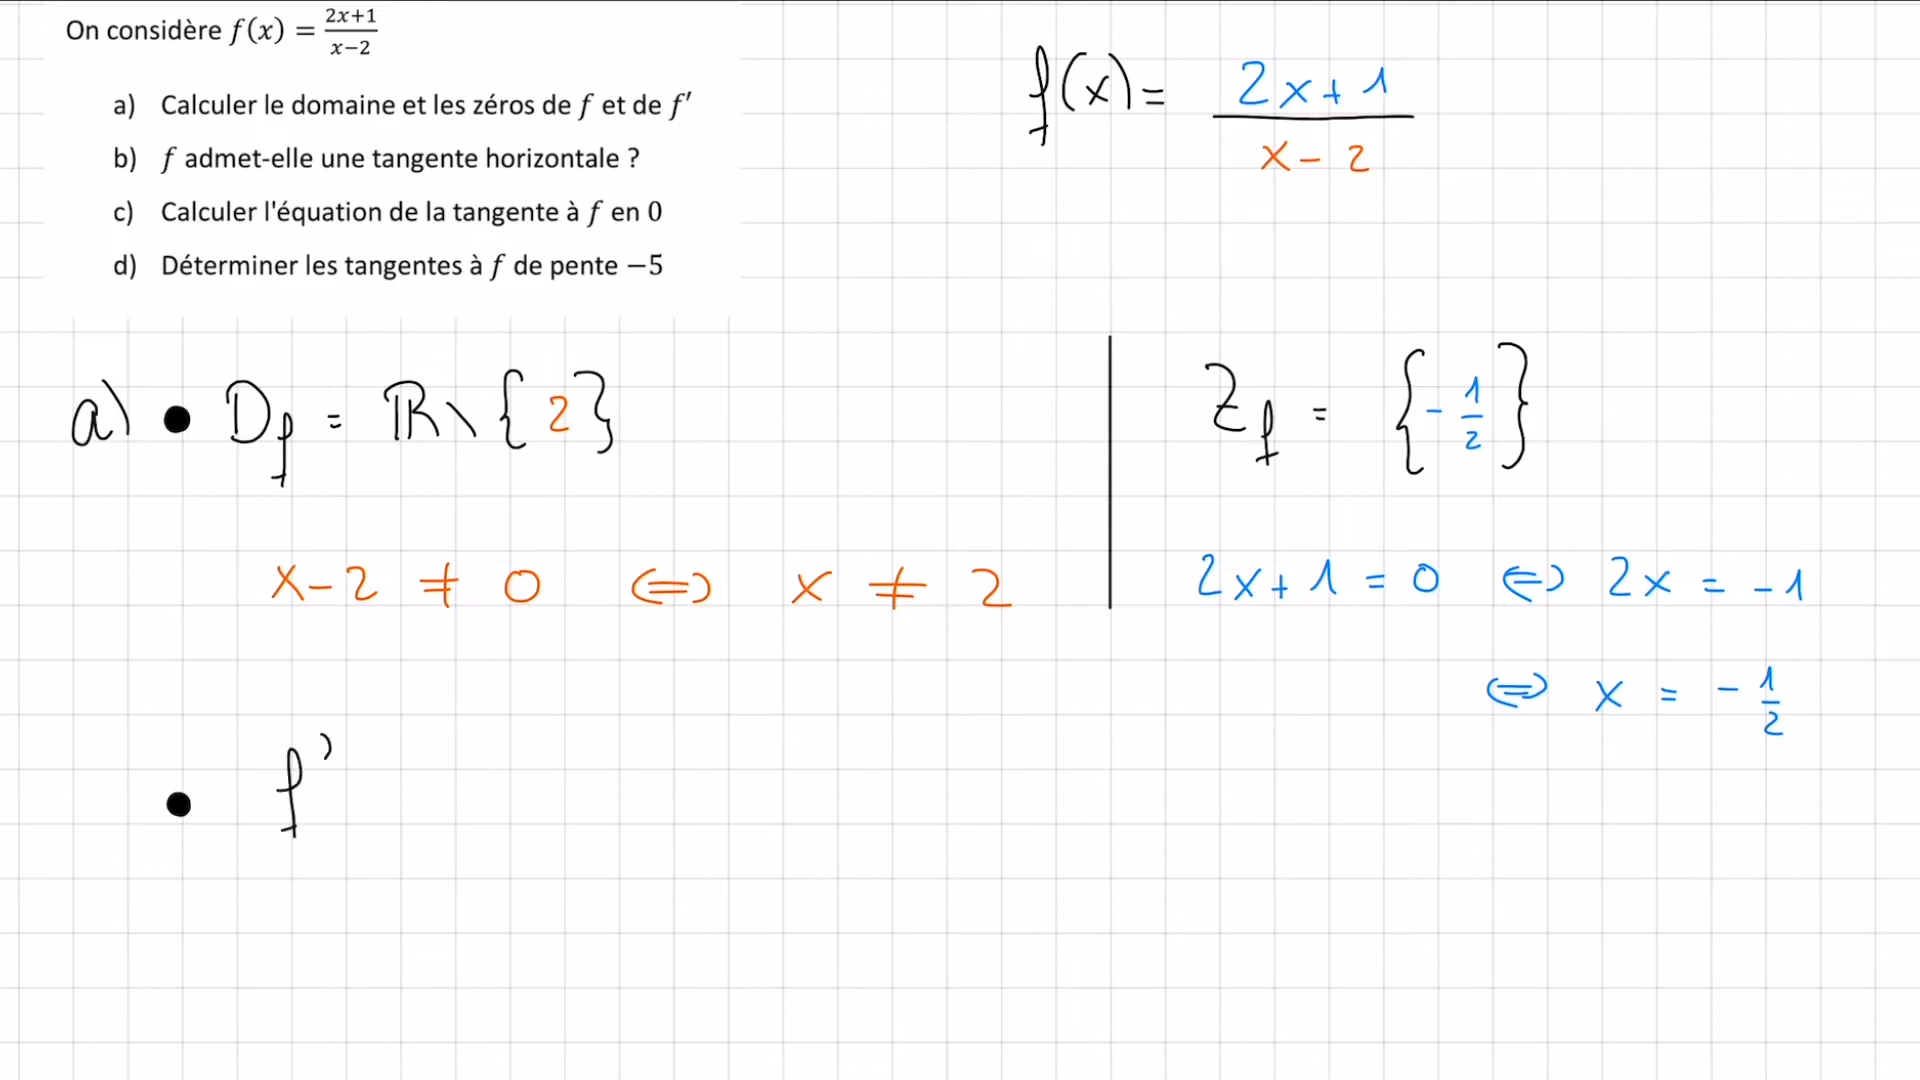 On considère f(x) = (2x+1)/(x−2)
a) Calculer le domaine et les zéros de f et de f′
b) f admet-elle une tangente horizontale ?
c) Calculer l'équation de la tangente à f en 0
d) Déterminer les tangentes à f de pente −5
f(x) = (2x+1)/(x-2)
a) • D_f = ℝ \ {2}
x-2 ≠ 0 ⇔ x ≠ 2
Z_f = {-1/2}
2x+1 = 0 ⇔ 2x = -1
⇔ x = -1/2
• f'